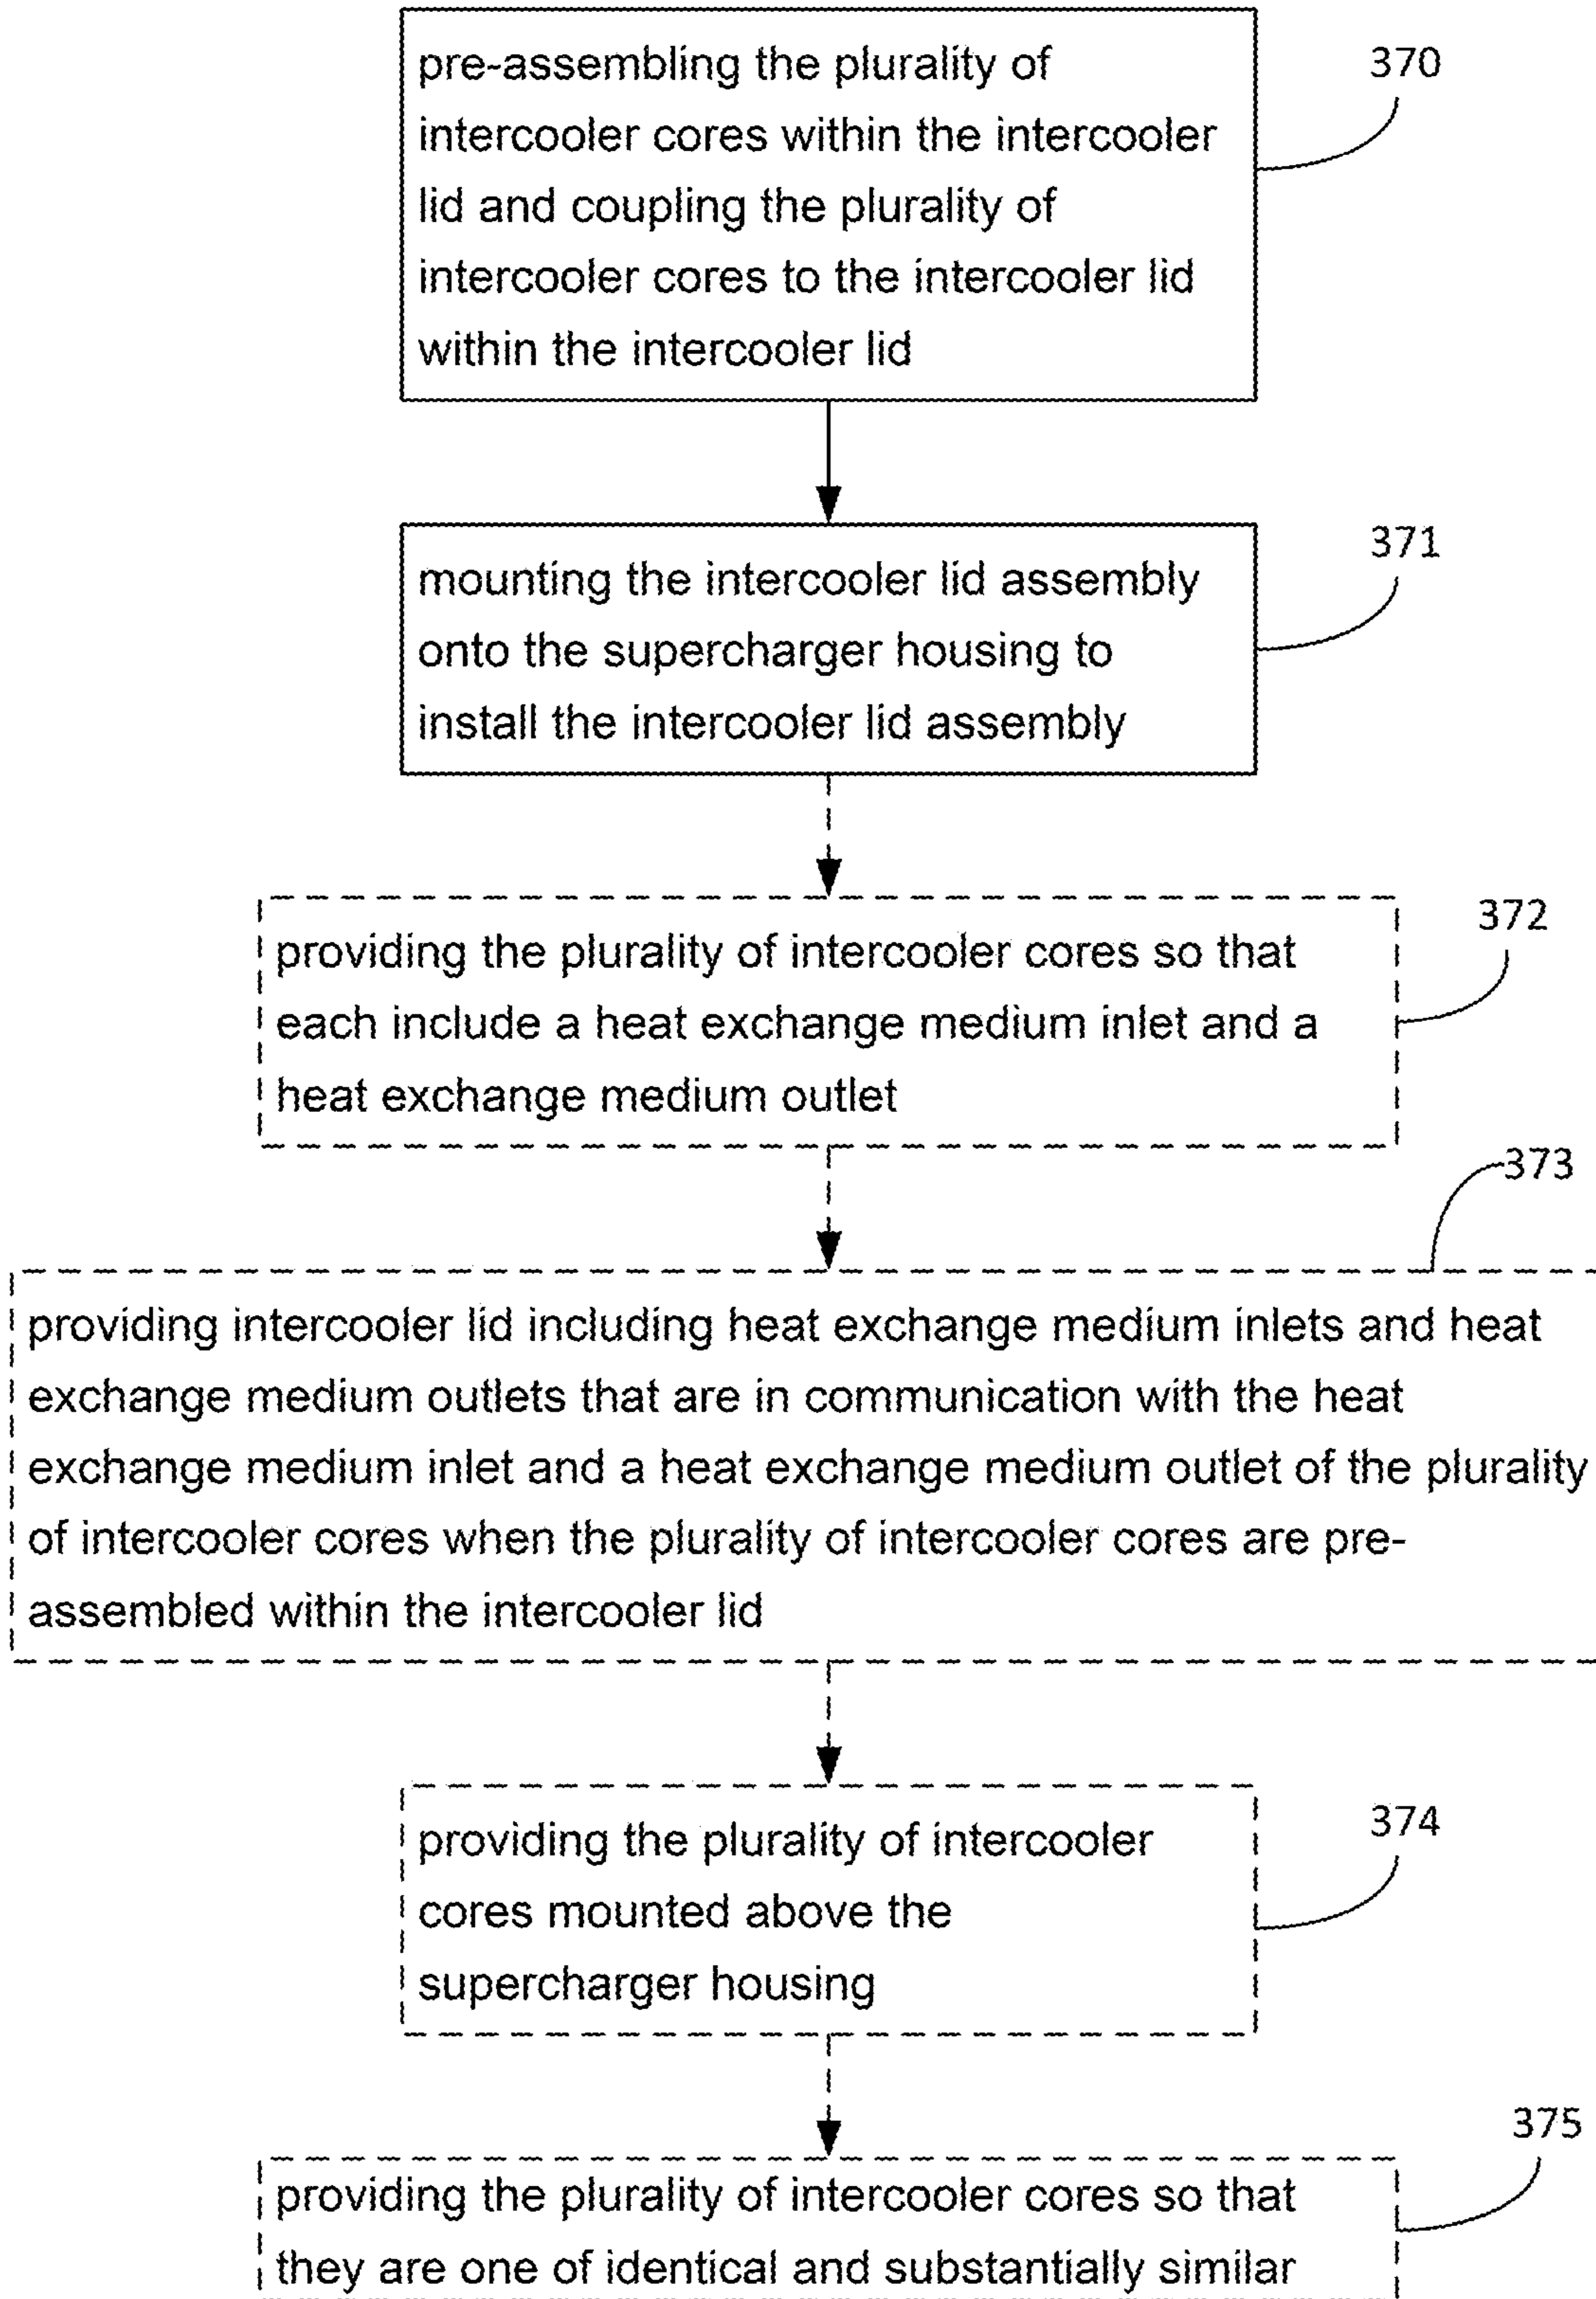 pre-assembling the plurality of
370
intercooler cores within the intercooler
lid and coupling the plurality of
intercooler cores to the intercooler lid
within the intercooler lid
371
mounting the intercooler lid assembly
onto the supercharger housing to
install the intercooler lid assembly
372
providing the plurality of intercooler cores so that
each include a heat exchange medium inlet and a
heat exchange medium outlet
373
providing intercooler lid including heat exchange medium inlets and heat
exchange medium outlets that are in communication with the heat
exchange medium inlet and a heat exchange medium outlet of the plurality
of intercooler cores when the plurality of intercooler cores are pre-
assembled within the intercooler lid
374
providing the plurality of intercooler
cores mounted above the
supercharger housing
375
providing the plurality of intercooler cores so that
they are one of identical and substantially similar